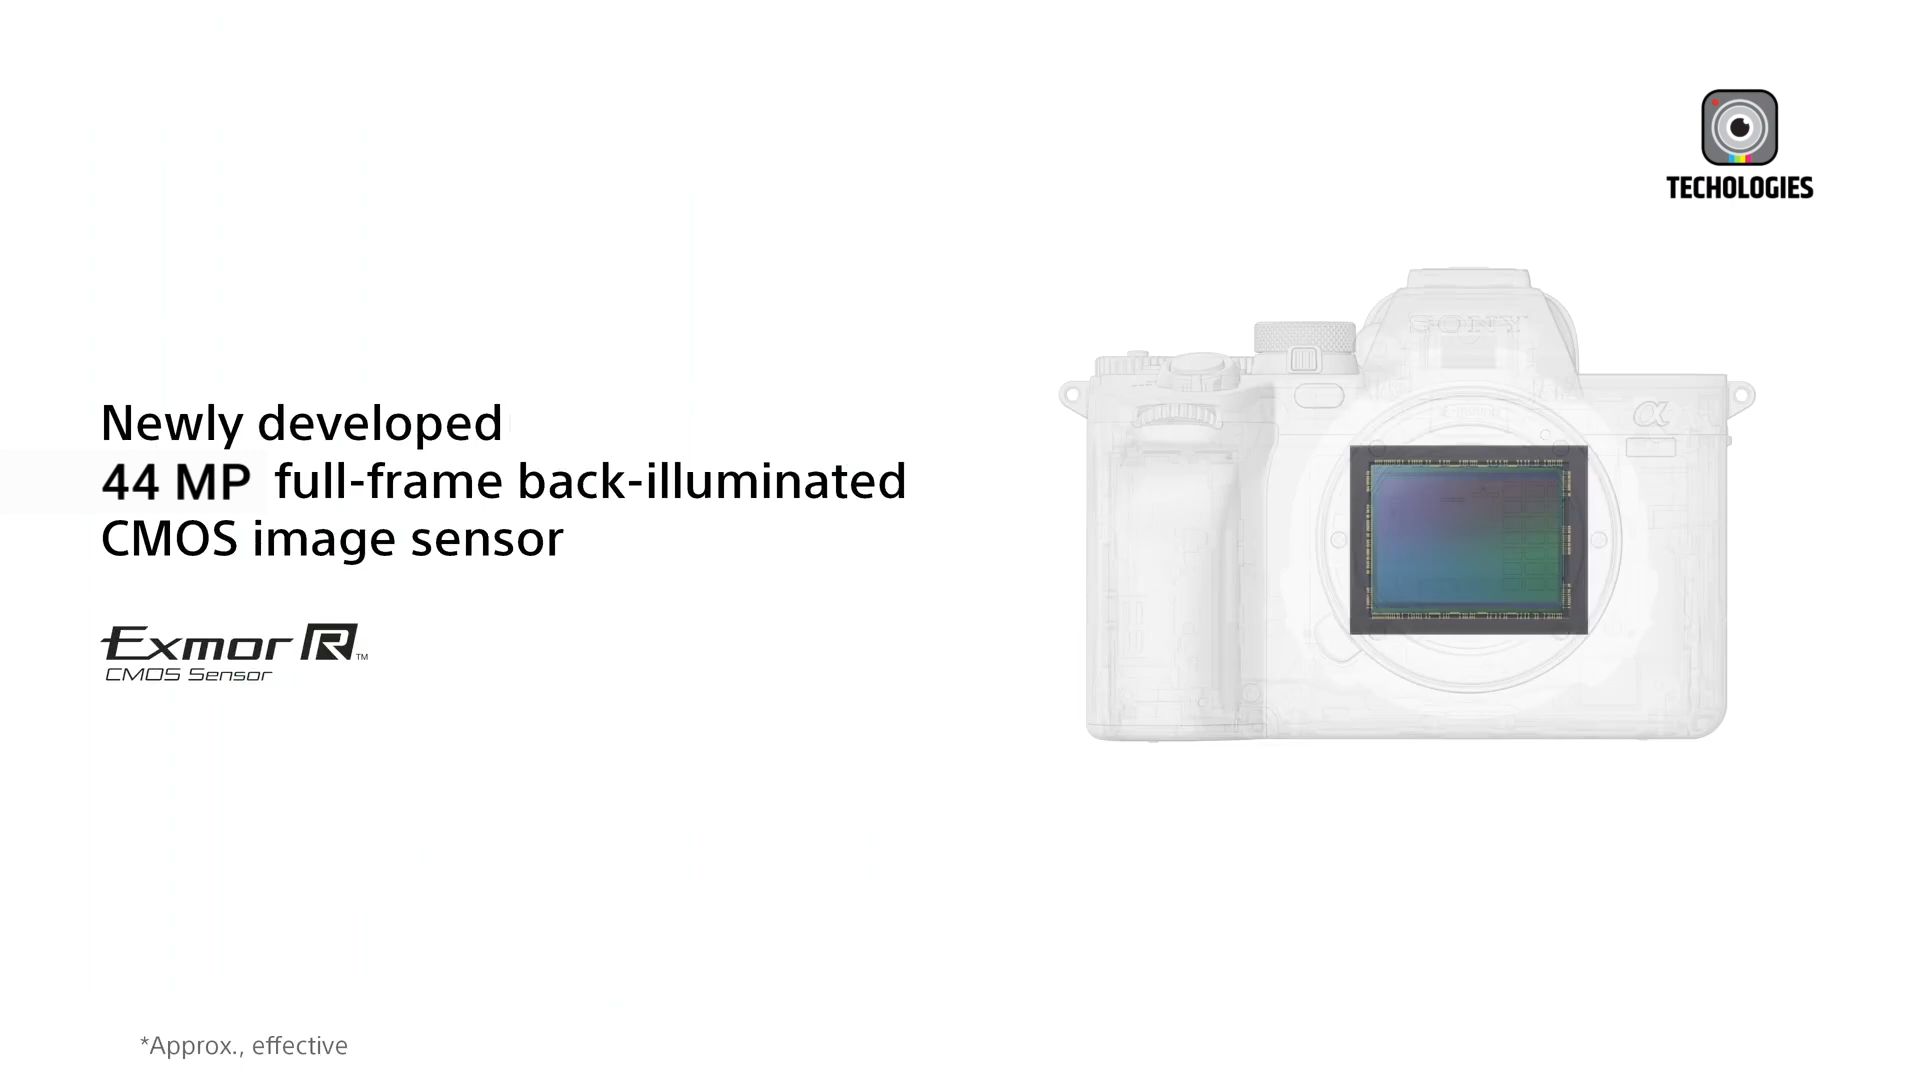 TECHOLOGIES
SONY
α
Newly developed
44 MP full-frame back-illuminated
CMOS image sensor
Exmor R™
CMOS Sensor
*Approx., effective